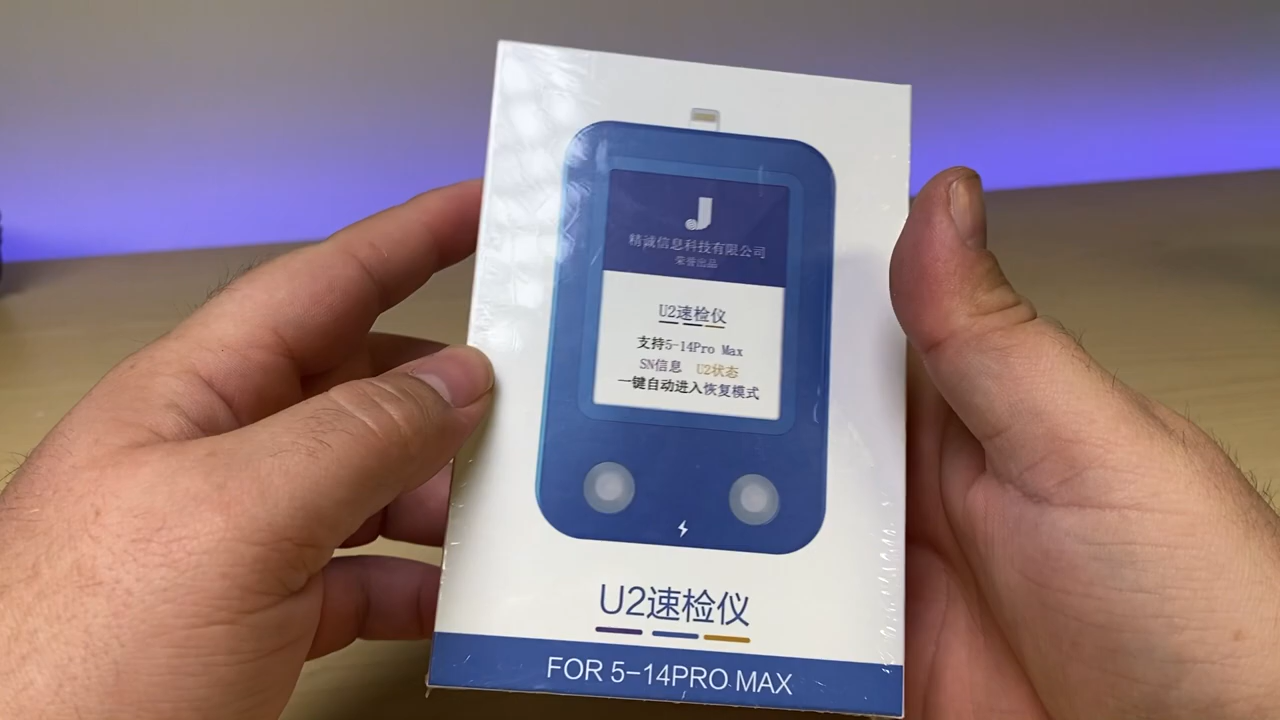 J
精诚信息科技有限公司
荣誉出品
U2速检仪
支持5-14Pro Max
SN信息 U2状态
一键自动进入恢复模式
U2速检仪
FOR 5-14PRO MAX